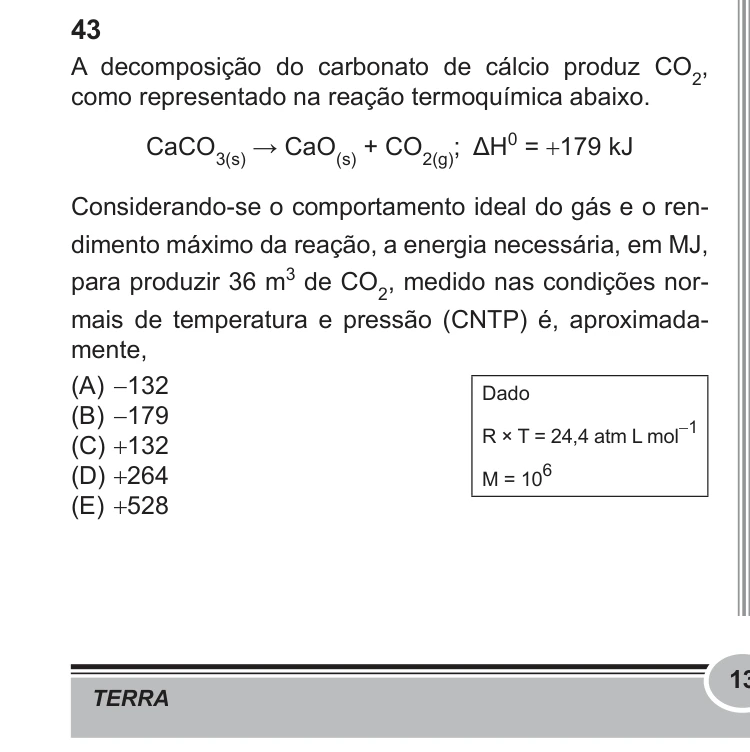 43
A decomposição do carbonato de cálcio produz CO₂,
como representado na reação termoquímica abaixo.
CaCO₃₍ₛ₎ → CaO₍ₛ₎ + CO₂₍g₎; ΔH⁰ = +179 kJ
Considerando-se o comportamento ideal do gás e o ren-
dimento máximo da reação, a energia necessária, em MJ,
para produzir 36 m³ de CO₂, medido nas condições nor-
mais de temperatura e pressão (CNTP) é, aproximada-
mente,
(A) −132
(B) −179
(C) +132
(D) +264
(E) +528
Dado
R × T = 24,4 atm L mol⁻¹
M = 10⁶
TERRA
13